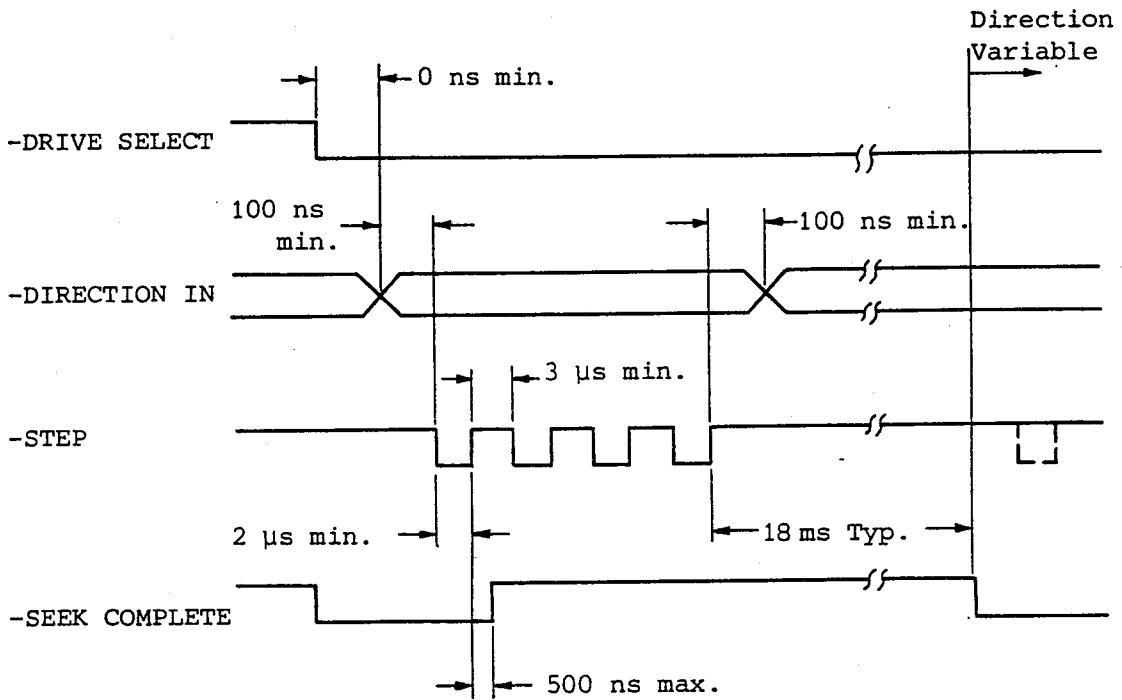 Direction
Variable
0 ns min.
-DRIVE SELECT
100 ns
min.
100 ns min.
-DIRECTION IN
3 µs min.
-STEP
2 µs min.
18 ms Typ.
-SEEK COMPLETE
500 ns max.